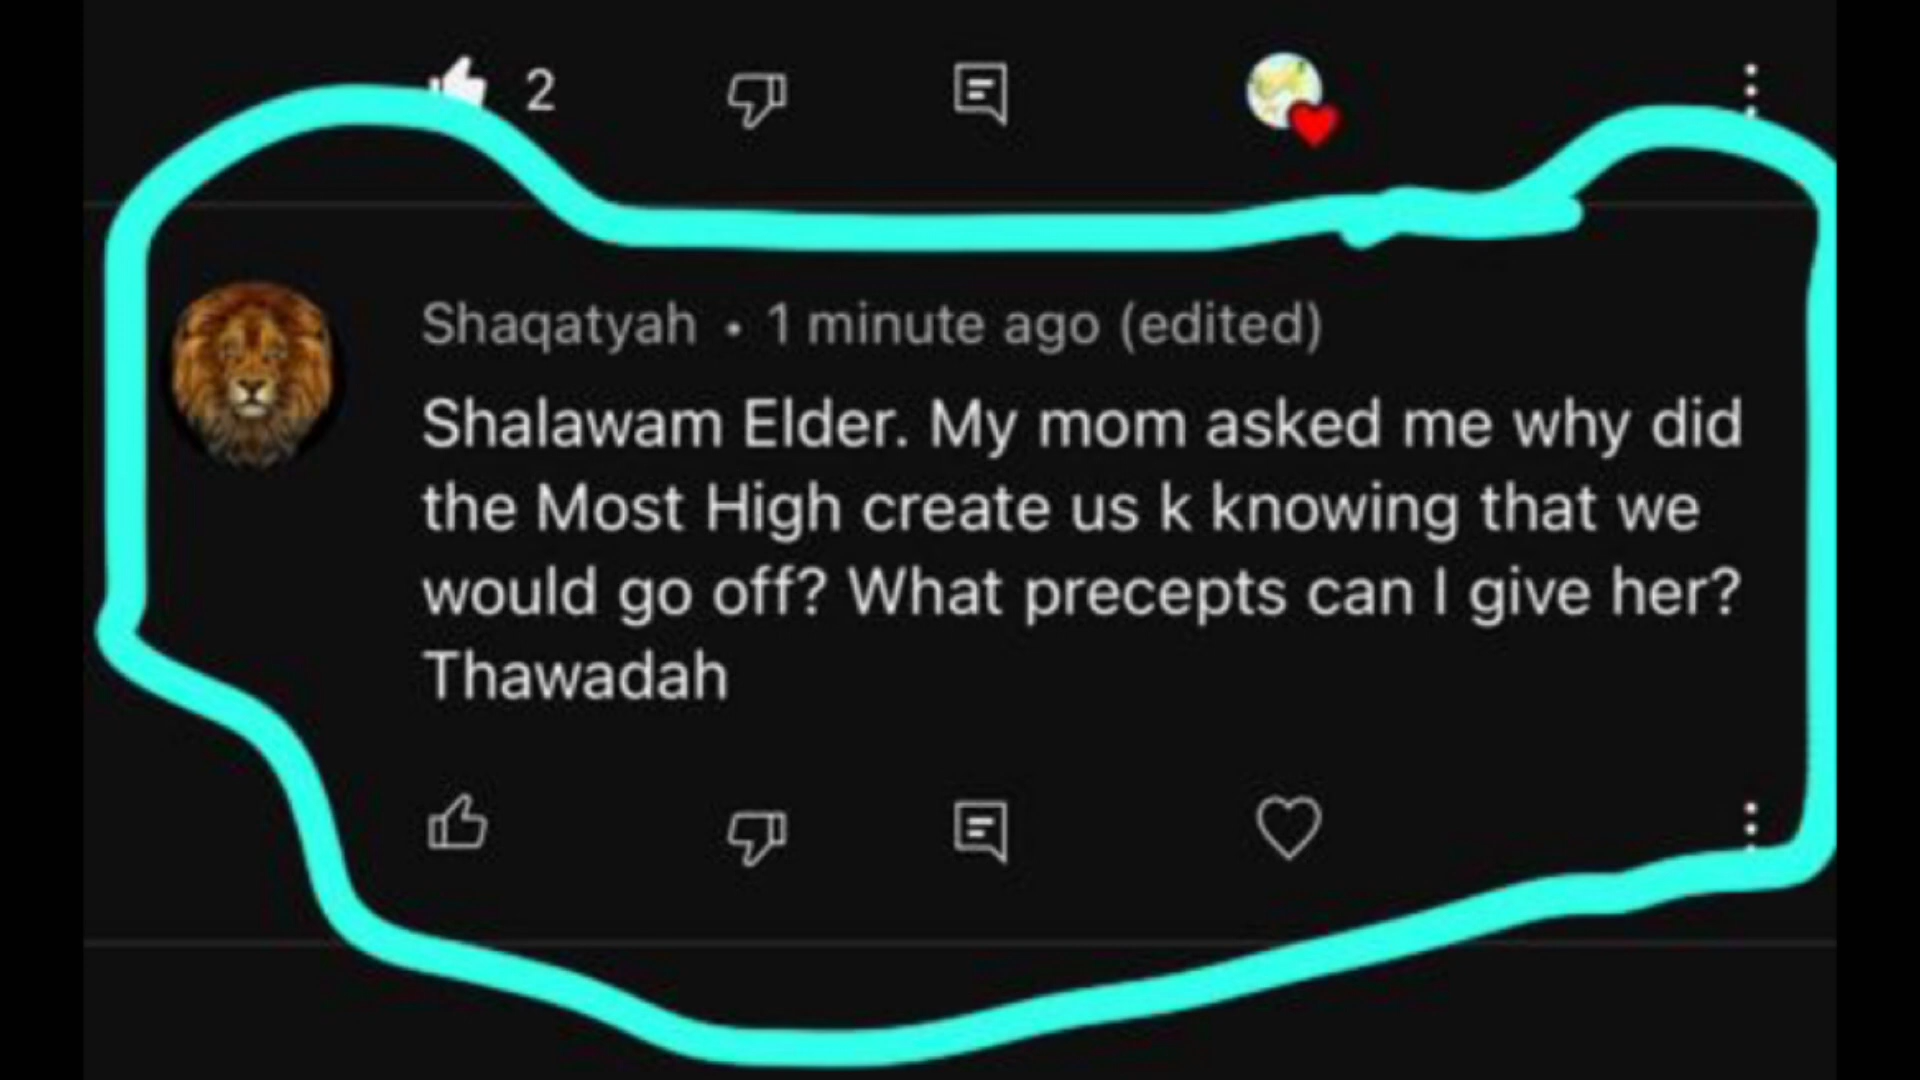 2
Shaqatyah • 1 minute ago (edited)
Shalawam Elder. My mom asked me why did
the Most High create us k knowing that we
would go off? What precepts can I give her?
Thawadah